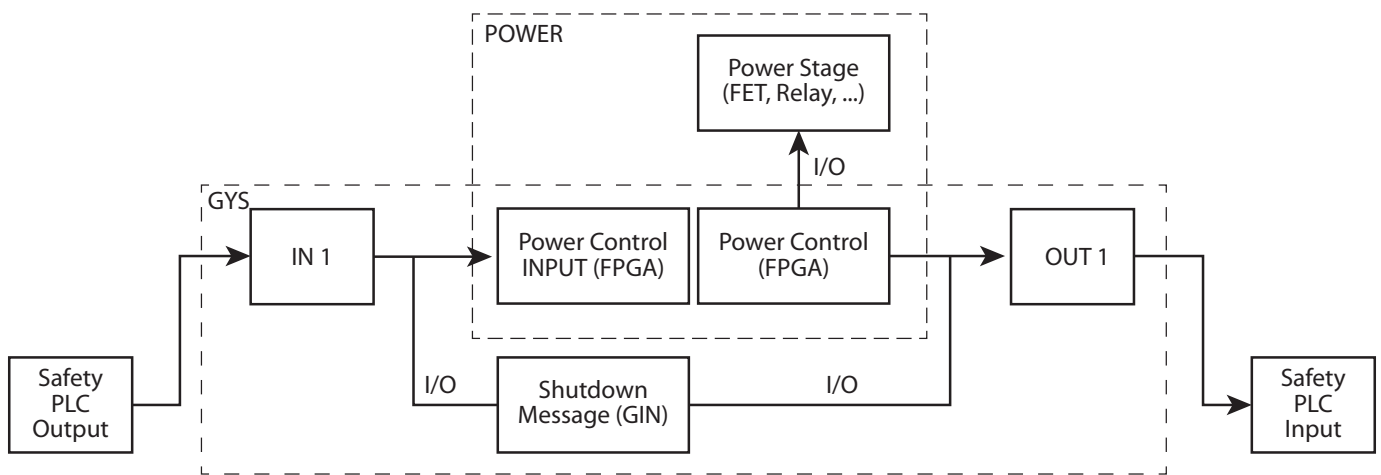 POWER
Power Stage
(FET, Relay, ...)
I/O
GYS
IN 1
Power Control
INPUT (FPGA)
Power Control
(FPGA)
OUT 1
Safety
PLC
Output
I/O
Shutdown
Message (GIN)
I/O
Safety
PLC
Input